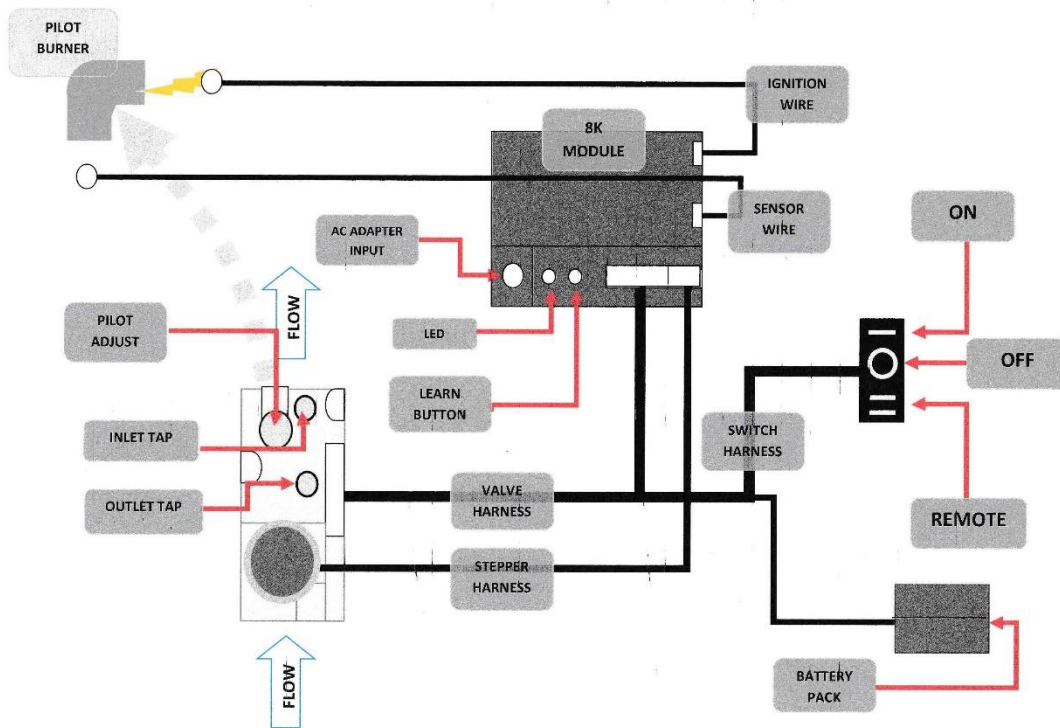 PILOT
BURNER
IGNITION
WIRE
8K
MODULE
SENSOR
WIRE
ON
AC ADAPTER
INPUT
FLOW
PILOT
ADJUST
LED
OFF
LEARN
BUTTON
INLET TAP
SWITCH
HARNESS
OUTLET TAP
VALVE
HARNESS
REMOTE
STEPPER
HARNESS
FLOW
BATTERY
PACK